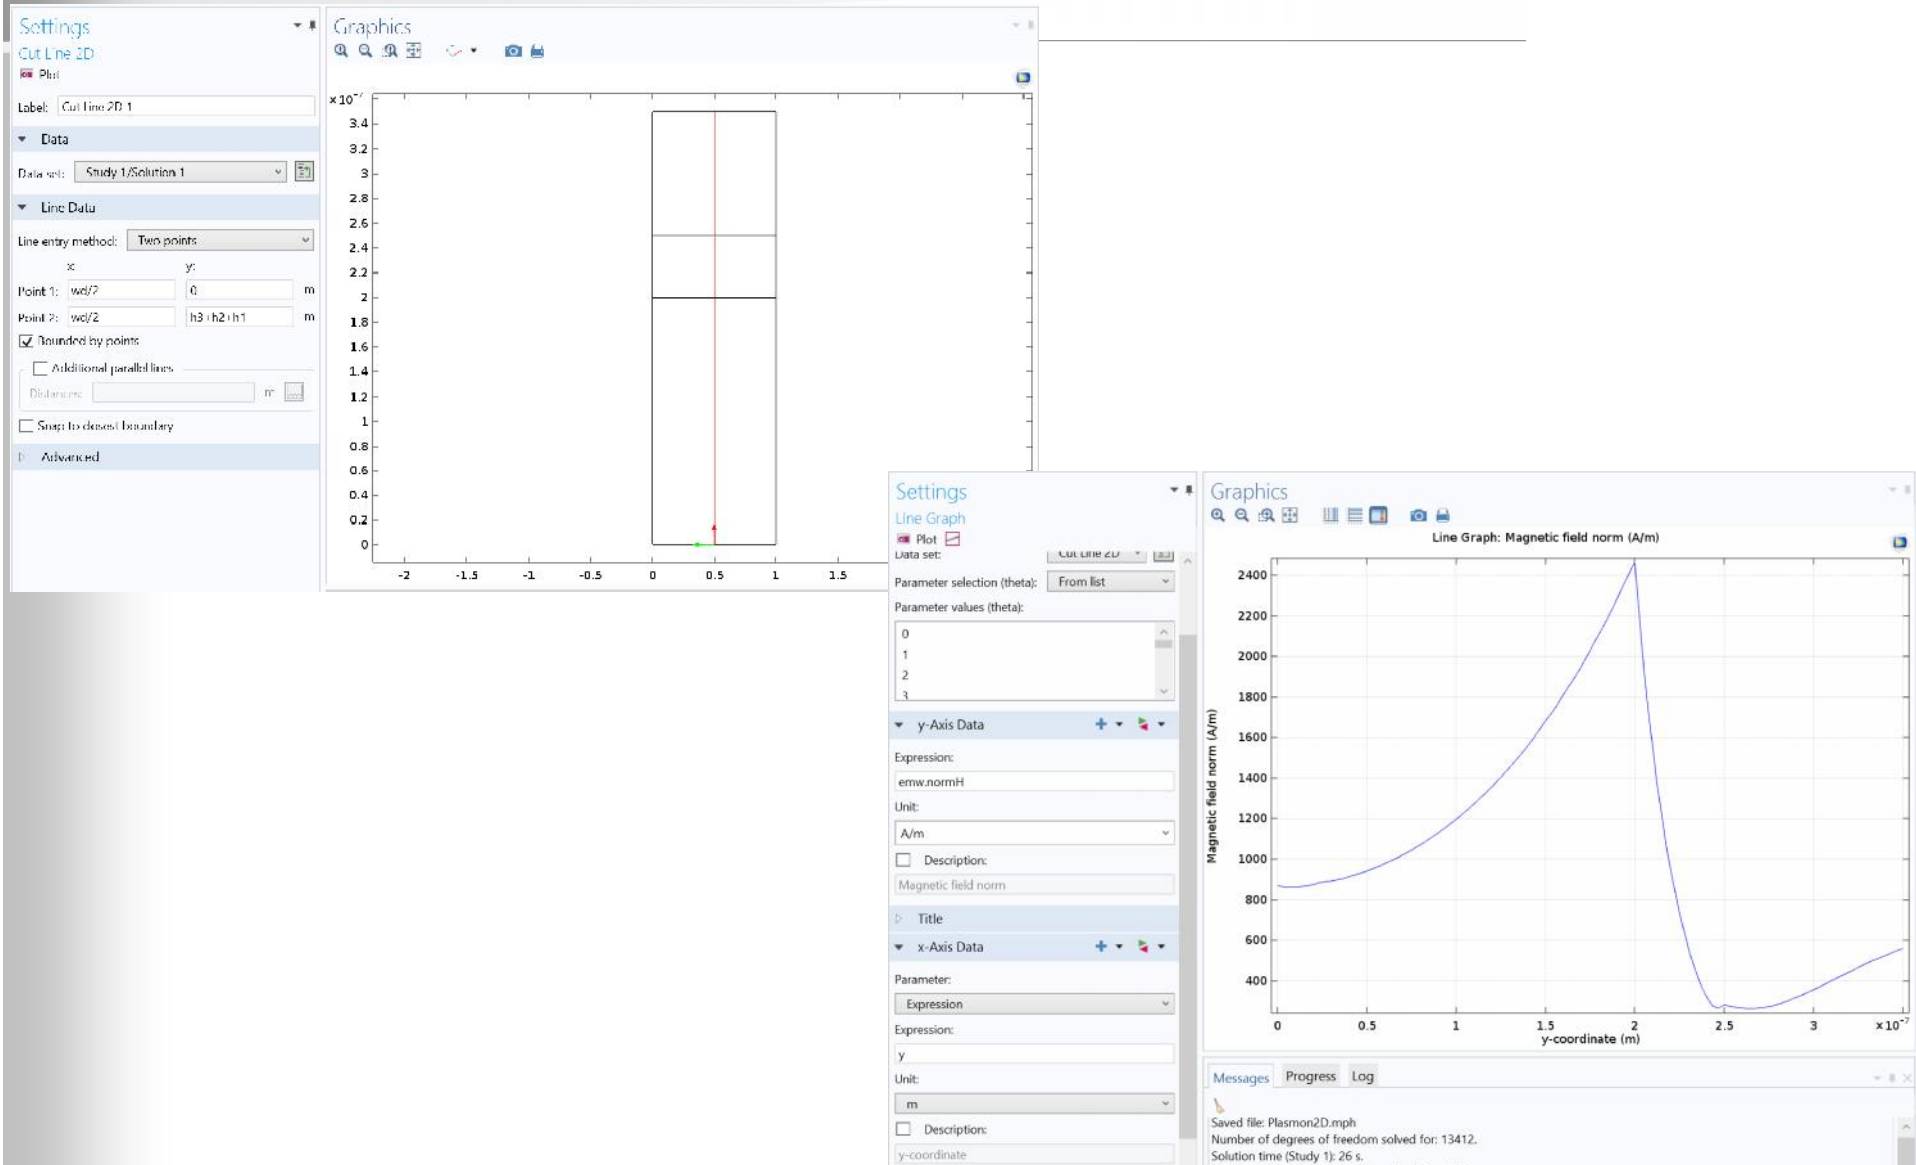 Settings
Cut Line 2D
Plot
Label: Cut Line 2D 1
Data
Data set: Study 1/Solution 1
Line Data
Line entry method: Two points
x: y:
Point 1: wd/2 0 m
Point 2: wd/2 h3+h2+h1 m
Bounded by points
Additional parallel lines
Distances: m
Snap to closest boundary
Advanced
Graphics
×10⁻⁷
3.4
3.2
3
2.8
2.6
2.4
2.2
2
1.8
1.6
1.4
1.2
1
0.8
0.6
0.4
0.2
0
-2 -1.5 -1 -0.5 0 0.5 1 1.5
Settings
Line Graph
Plot
Data set: Cut Line 2D
Parameter selection (theta): From list
Parameter values (theta):
0
1
2
3
y-Axis Data
Expression:
emw.normH
Unit:
A/m
Description:
Magnetic field norm
Title
x-Axis Data
Parameter:
Expression
Expression:
y
Unit:
m
Description:
y-coordinate
Graphics
Line Graph: Magnetic field norm (A/m)
Magnetic field norm (A/m)
2400
2200
2000
1800
1600
1400
1200
1000
800
600
400
0 0.5 1 1.5 2 2.5 3 ×10⁻⁷
y-coordinate (m)
Messages Progress Log
Saved file: Plasmon2D.mph
Number of degrees of freedom solved for: 13412.
Solution time (Study 1): 26 s.